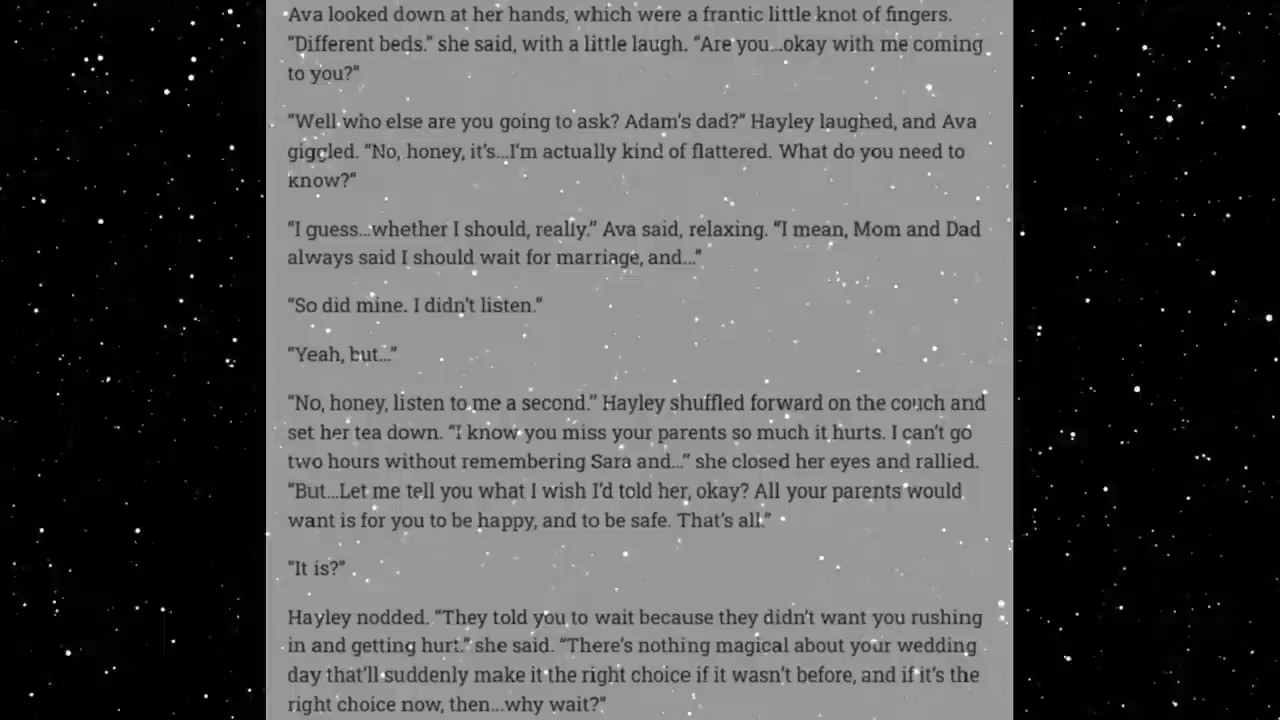 Ava looked down at her hands, which were a frantic little knot of fingers.
“Different beds.” she said, with a little laugh. “Are you…okay with me coming
to you?”
“Well who else are you going to ask? Adam’s dad?” Hayley laughed, and Ava
giggled. “No, honey, it’s…I’m actually kind of flattered. What do you need to
know?”
“I guess…whether I should, really.” Ava said, relaxing. “I mean, Mom and Dad
always said I should wait for marriage, and…”
“So did mine. I didn’t listen.”
“Yeah, but…”
“No, honey, listen to me a second.” Hayley shuffled forward on the couch and
set her tea down. “I know you miss your parents so much it hurts. I can’t go
two hours without remembering Sara and…” she closed her eyes and rallied.
“But…Let me tell you what I wish I’d told her, okay? All your parents would
want is for you to be happy, and to be safe. That’s all.”
“It is?”
Hayley nodded. “They told you to wait because they didn’t want you rushing
in and getting hurt.” she said. “There’s nothing magical about your wedding
day that’ll suddenly make it the right choice if it wasn’t before, and if it’s the
right choice now, then…why wait?”